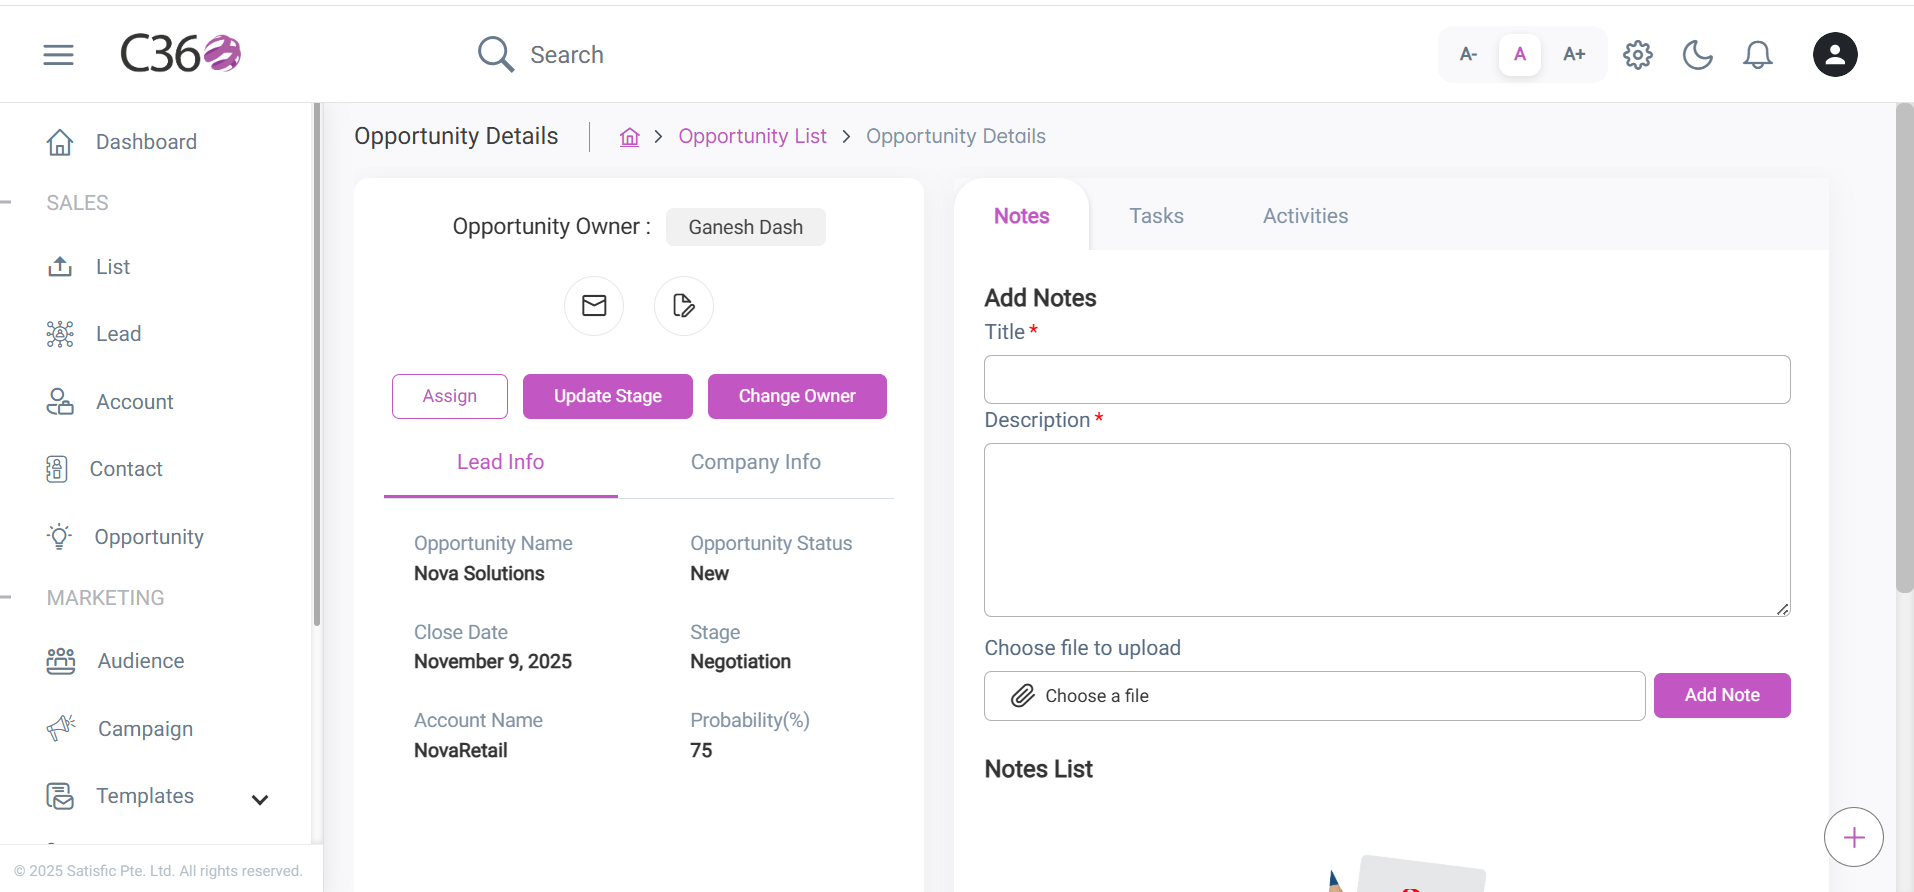 C360
Search
A-
A
A+
Dashboard
SALES
List
Lead
Account
Contact
Opportunity
MARKETING
Audience
Campaign
Templates
© 2025 Satisfic Pte. Ltd. All rights reserved.
Opportunity Details
Opportunity List > Opportunity Details
Opportunity Owner :
Ganesh Dash
Assign
Update Stage
Change Owner
Lead Info
Company Info
Opportunity Name
Nova Solutions
Opportunity Status
New
Close Date
November 9, 2025
Stage
Negotiation
Account Name
NovaRetail
Probability(%)
75
Notes
Tasks
Activities
Add Notes
Title *
Description *
Choose file to upload
Choose a file
Add Note
Notes List